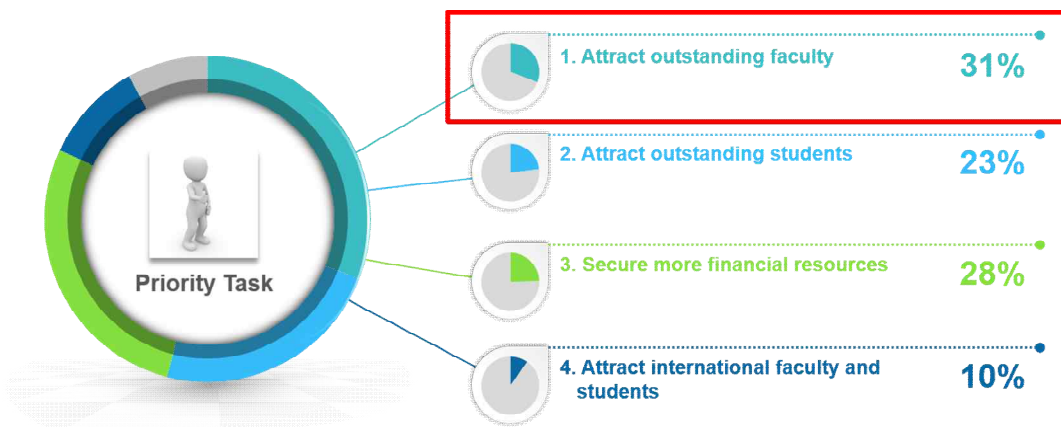 1. Attract outstanding faculty
31%
2. Attract outstanding students
23%
Priority Task
3. Secure more financial resources
28%
4. Attract international faculty and
students
10%